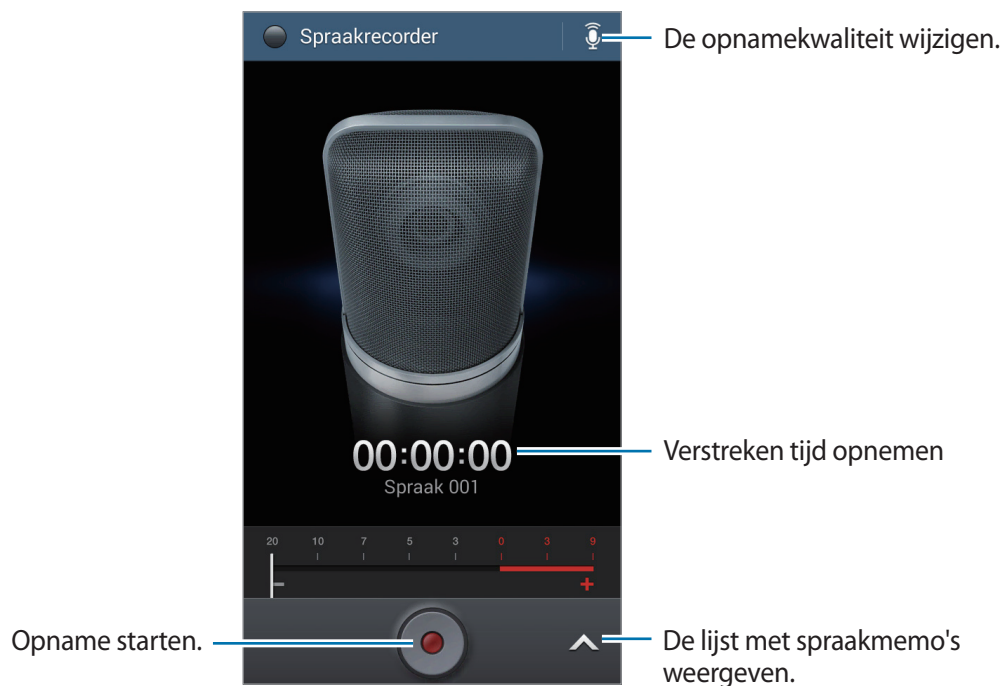 Spraakrecorder
De opnamekwaliteit wijzigen.
00:00:00
Verstreken tijd opnemen
Spraak 001
20 10 7 5 3 0 3 9
- +
Opname starten.
De lijst met spraakmemo's
weergeven.